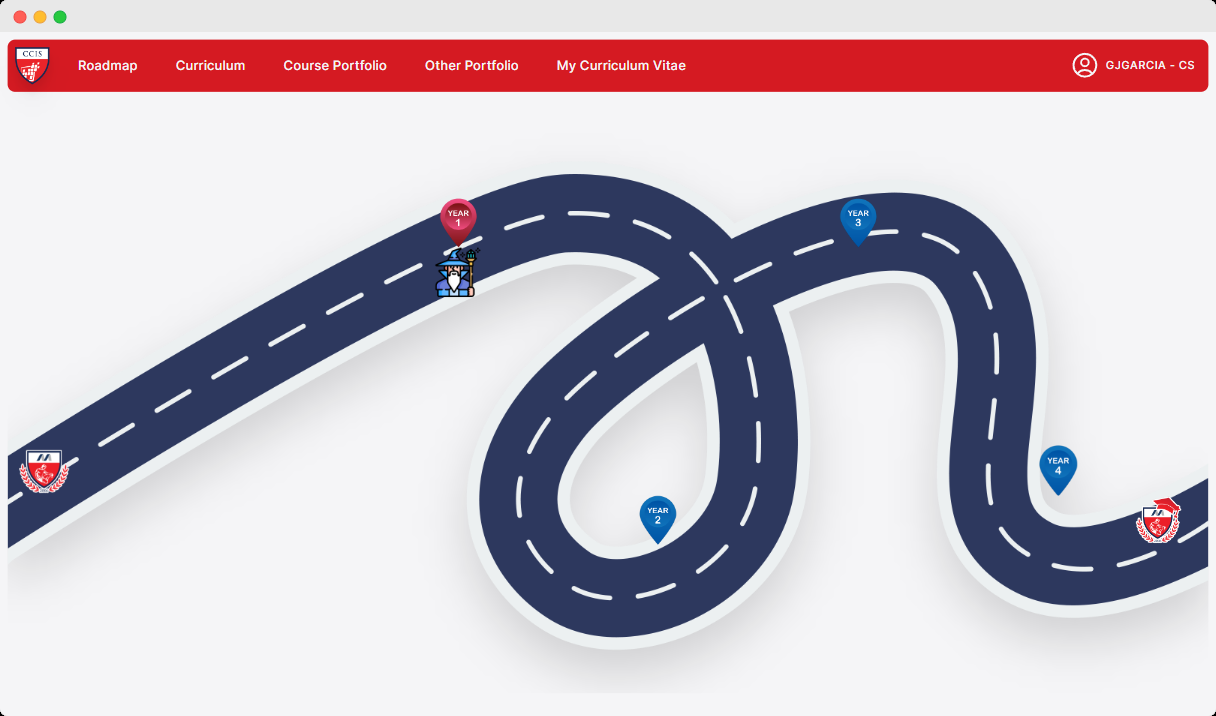 CCIS
Roadmap
Curriculum
Course Portfolio
Other Portfolio
My Curriculum Vitae
GJGARCIA - CS
YEAR
1
YEAR
3
YEAR
4
YEAR
2